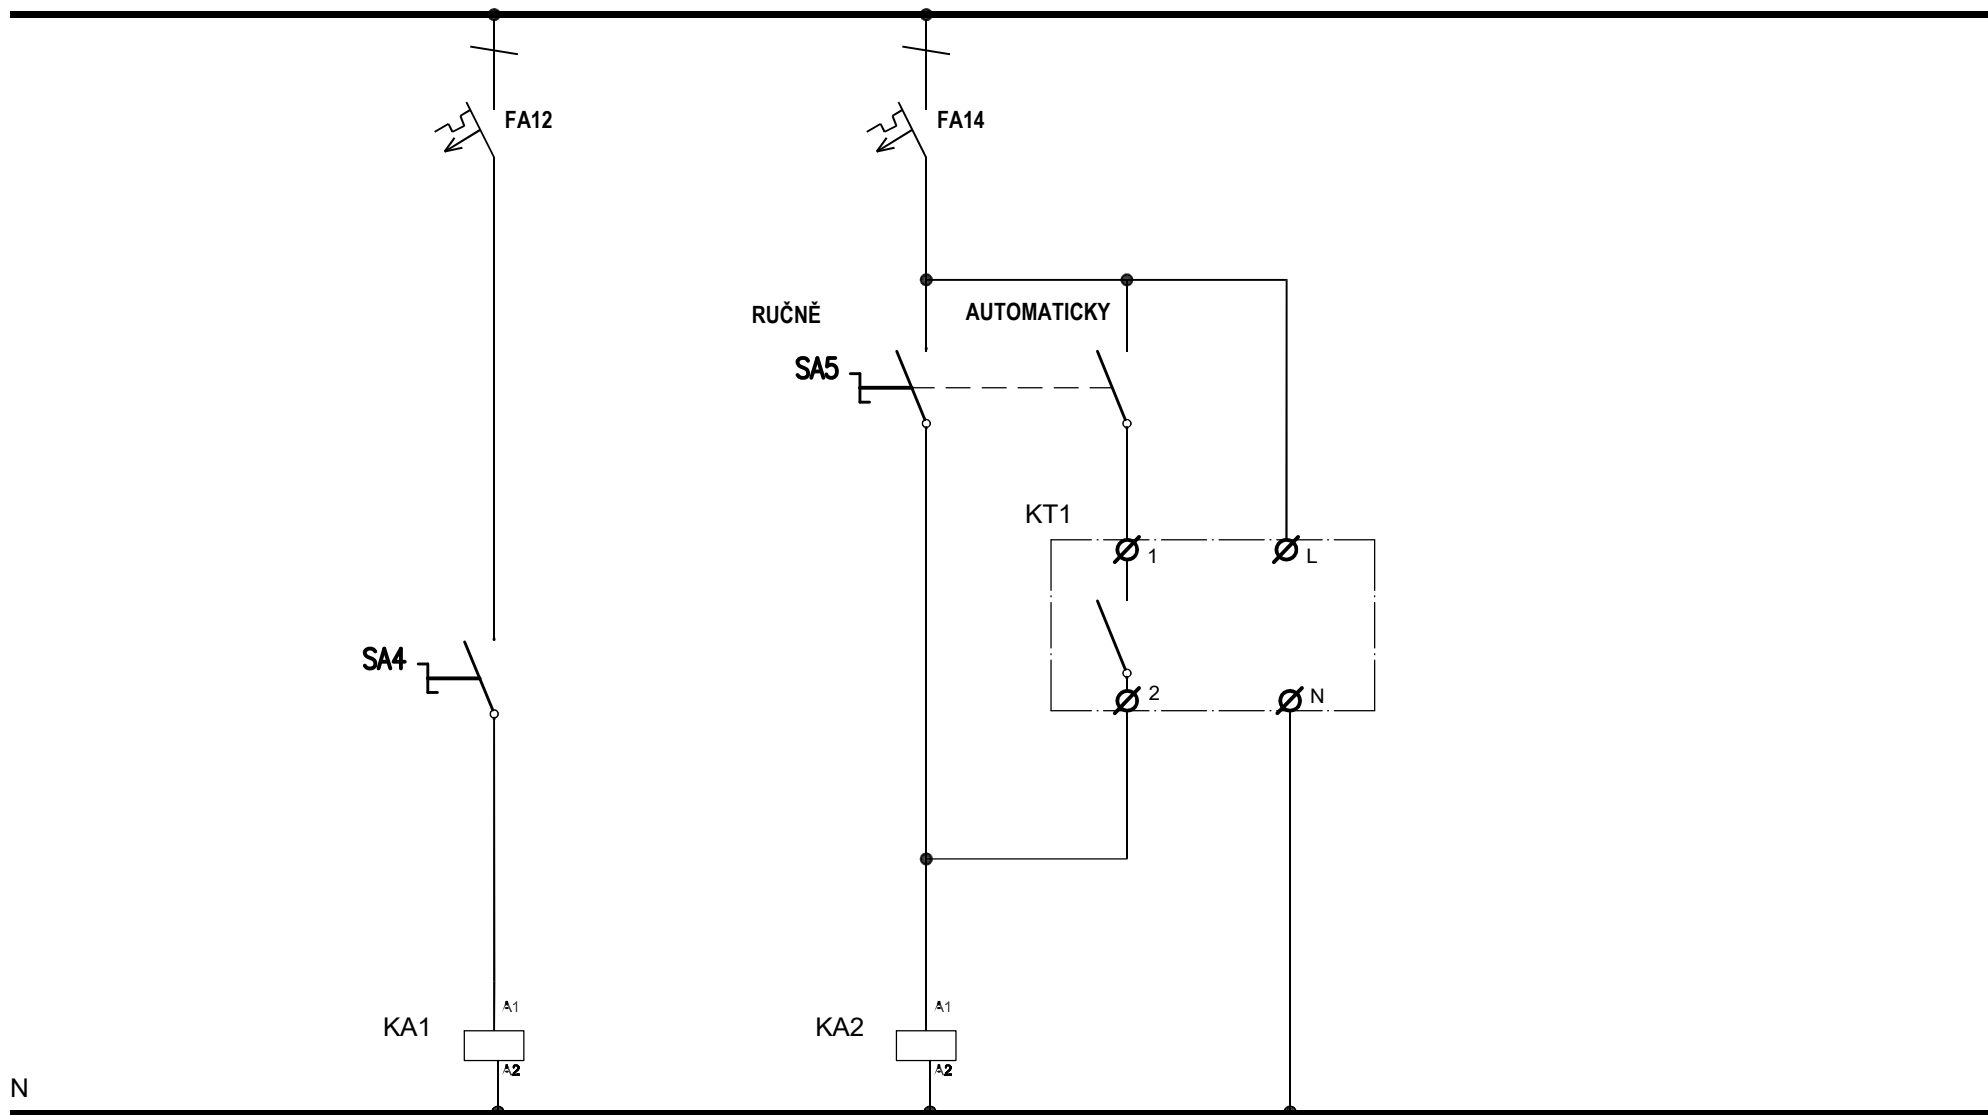 FA12
FA14
RUČNĚ
AUTOMATICKY
SA5
KT1
1
L
SA4
2
N
A1
A1
KA1
KA2
A2
A2
N